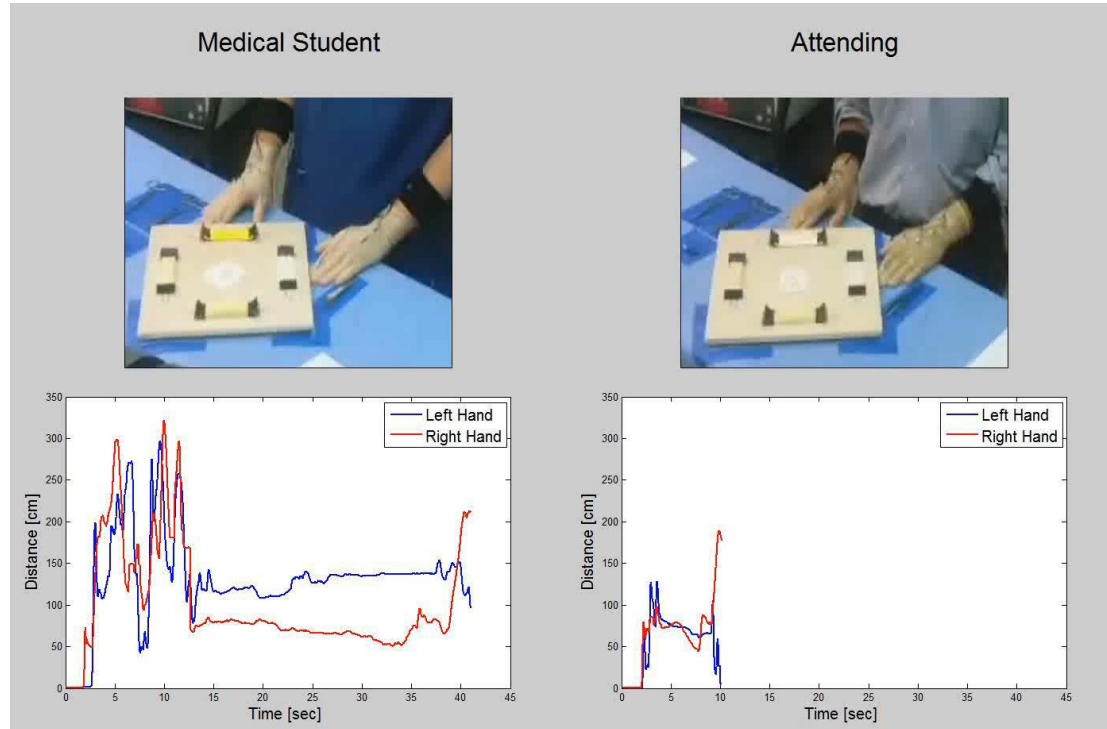 Medical Student
Attending
350
300
250
200
150
100
50
0
Distance [cm]
Left Hand
Right Hand
0 5 10 15 20 25 30 35 40 45
Time [sec]
350
300
250
200
150
100
50
0
Distance [cm]
Left Hand
Right Hand
0 5 10 15 20 25 30 35 40 45
Time [sec]